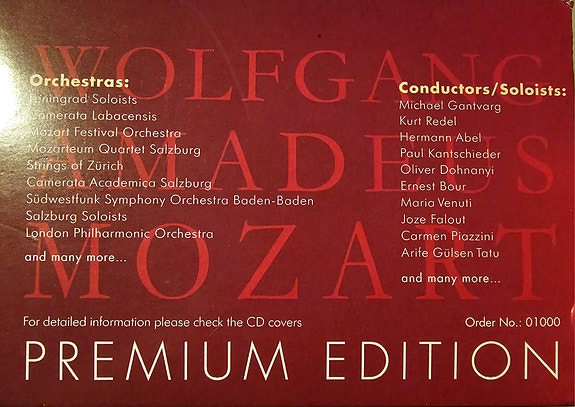 WOLFGANG
AMADEUS
MOZART
Orchestras:
Leningrad Soloists
Camerata Labacensis
Mozart Festival Orchestra
Mozarteum Quartet Salzburg
Strings of Zürich
Camerata Academica Salzburg
Südwestfunk Symphony Orchestra Baden-Baden
Salzburg Soloists
London Philharmonic Orchestra
and many more...
Conductors/Soloists:
Michael Gantvarg
Kurt Redel
Hermann Abel
Paul Kantschieder
Oliver Dohnanyi
Ernest Bour
Maria Venuti
Joze Falout
Carmen Piazzini
Arife Gülsen Tatu
and many more...
For detailed information please check the CD covers
Order No.: 01000
PREMIUM EDITION